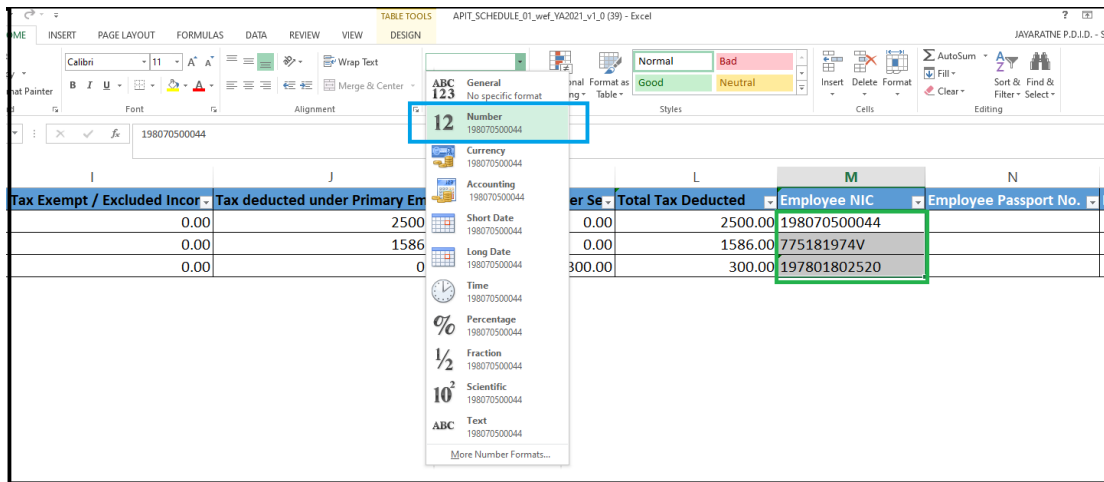 TABLE TOOLS APIT_SCHEDULE_01_wef_YA2021_v1_0 (39) - Excel ?
OME INSERT PAGE LAYOUT FORMULAS DATA REVIEW VIEW DESIGN JAYARATNE P.D.I.D. - S
Calibri 11 A A Wrap Text Normal Bad Σ AutoSum
B I U A Merge & Center onal Format as Good Neutral Insert Delete Format Fill Sort & Find &
mat Painter ng Table Clear Filter Select
Font Alignment Styles Cells Editing
fx 198070500044
ABC 123 General
No specific format
12 Number
198070500044
Currency
198070500044
Accounting
198070500044
Short Date
198070500044
Long Date
198070500044
Time
198070500044
% Percentage
198070500044
1/2 Fraction
198070500044
10² Scientific
198070500044
ABC Text
198070500044
More Number Formats...
I J L M N
Tax Exempt / Excluded Incor Tax deducted under Primary Em er Se Total Tax Deducted Employee NIC Employee Passport No.
0.00 2500 0.00 2500.00 198070500044
0.00 1586 0.00 1586.00 775181974V
0.00 0 300.00 300.00 197801802520